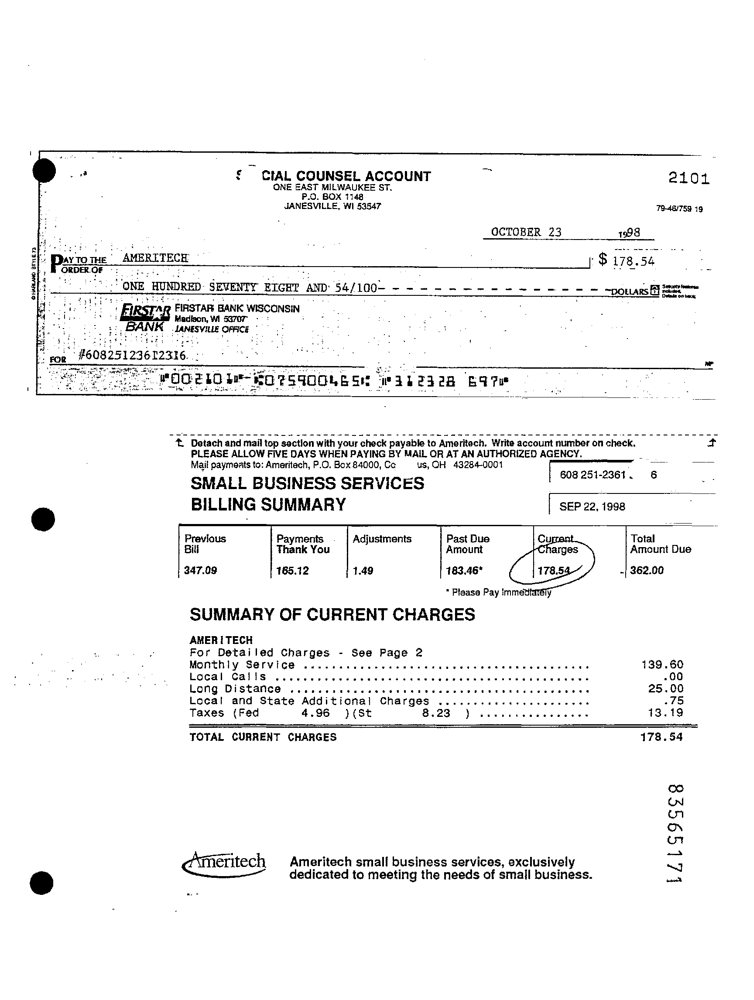 CIAL COUNSEL ACCOUNT
ONE EAST MILWAUKEE ST.
P.O. BOX 1148
JANESVILLE, WI 53547
2101
79-46/759 19
OCTOBER 23 1998
PAY TO THE ORDER OF AMERITECH $ 178.54
ONE HUNDRED SEVENTY EIGHT AND 54/100- - - - - - - - - - - - - - - - DOLLARS
FIRSTAR BANK FIRSTAR BANK WISCONSIN
Madison, WI 53707
JANESVILLE OFFICE
FOR #60825123612316
⑈002101⑈ ⑆075900465⑆ ⑈312328 697⑈
Detach and mail top section with your check payable to Ameritech. Write account number on check.
PLEASE ALLOW FIVE DAYS WHEN PAYING BY MAIL OR AT AN AUTHORIZED AGENCY.
Mail payments to: Ameritech, P.O. Box 84000, Co us, OH 43284-0001
608 251-2361 6
SMALL BUSINESS SERVICES
BILLING SUMMARY
SEP 22, 1998
Previous Bill Payments Thank You Adjustments Past Due Amount Current Charges Total Amount Due
347.09 165.12 1.49 183.46* 178.54 362.00
* Please Pay Immediately
SUMMARY OF CURRENT CHARGES
AMERITECH
For Detailed Charges - See Page 2
Monthly Service ........................................ 139.60
Local Calls ............................................ .00
Long Distance .......................................... 25.00
Local and State Additional Charges ..................... .75
Taxes (Fed 4.96 )(St 8.23 ) ................ 13.19
TOTAL CURRENT CHARGES 178.54
83565171
Ameritech
Ameritech small business services, exclusively
dedicated to meeting the needs of small business.